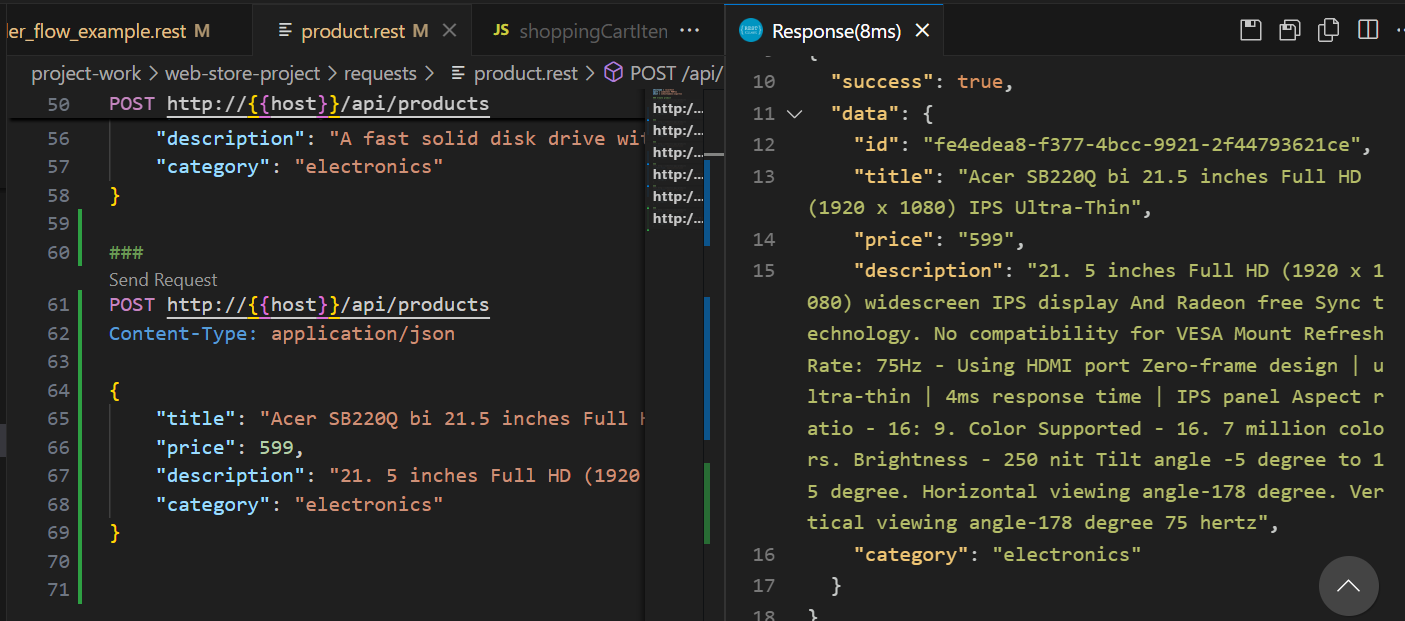 er_flow_example.rest M
product.rest M
JS shoppingCartIten ...
Response(8ms)
project-work > web-store-project > requests > product.rest > POST /api/
50 POST http://{{host}}/api/products
56 "description": "A fast solid disk drive wit
57 "category": "electronics"
58 }
59
60 ###
Send Request
61 POST http://{{host}}/api/products
62 Content-Type: application/json
63
64 {
65 "title": "Acer SB220Q bi 21.5 inches Full H
66 "price": 599,
67 "description": "21. 5 inches Full HD (1920
68 "category": "electronics"
69 }
70
71
http:/...
http:/...
http:/...
http:/...
http:/...
http:/...
10 "success": true,
11 "data": {
12 "id": "fe4edea8-f377-4bcc-9921-2f44793621ce",
13 "title": "Acer SB220Q bi 21.5 inches Full HD
(1920 x 1080) IPS Ultra-Thin",
14 "price": "599",
15 "description": "21. 5 inches Full HD (1920 x 1
080) widescreen IPS display And Radeon free Sync t
echnology. No compatibility for VESA Mount Refresh
Rate: 75Hz - Using HDMI port Zero-frame design | u
ltra-thin | 4ms response time | IPS panel Aspect r
atio - 16: 9. Color Supported - 16. 7 million colo
rs. Brightness - 250 nit Tilt angle -5 degree to 1
5 degree. Horizontal viewing angle-178 degree. Ver
tical viewing angle-178 degree 75 hertz",
16 "category": "electronics"
17 }
18 }